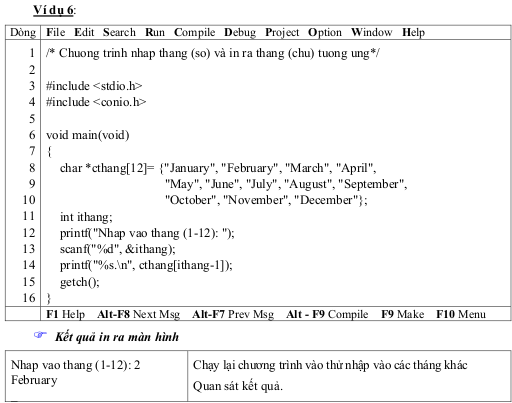 Ví dụ 6:
Dòng File Edit Search Run Compile Debug Project Option Window Help
1 /* Chuong trinh nhap thang (so) va in ra thang (chu) tuong ung*/
2
3 #include <stdio.h>
4 #include <conio.h>
5
6 void main(void)
7 {
8 char *cthang[12]= {"January", "February", "March", "April",
9 "May", "June", "July", "August", "September",
10 "October", "November", "December"};
11 int ithang;
12 printf("Nhap vao thang (1-12): ");
13 scanf("%d", &ithang);
14 printf("%s.\n", cthang[ithang-1]);
15 getch();
16 }
F1 Help Alt-F8 Next Msg Alt-F7 Prev Msg Alt - F9 Compile F9 Make F10 Menu
☞ Kết quả in ra màn hình
Nhap vao thang (1-12): 2
February
Chạy lại chương trình vào thử nhập vào các tháng khác
Quan sát kết quả.